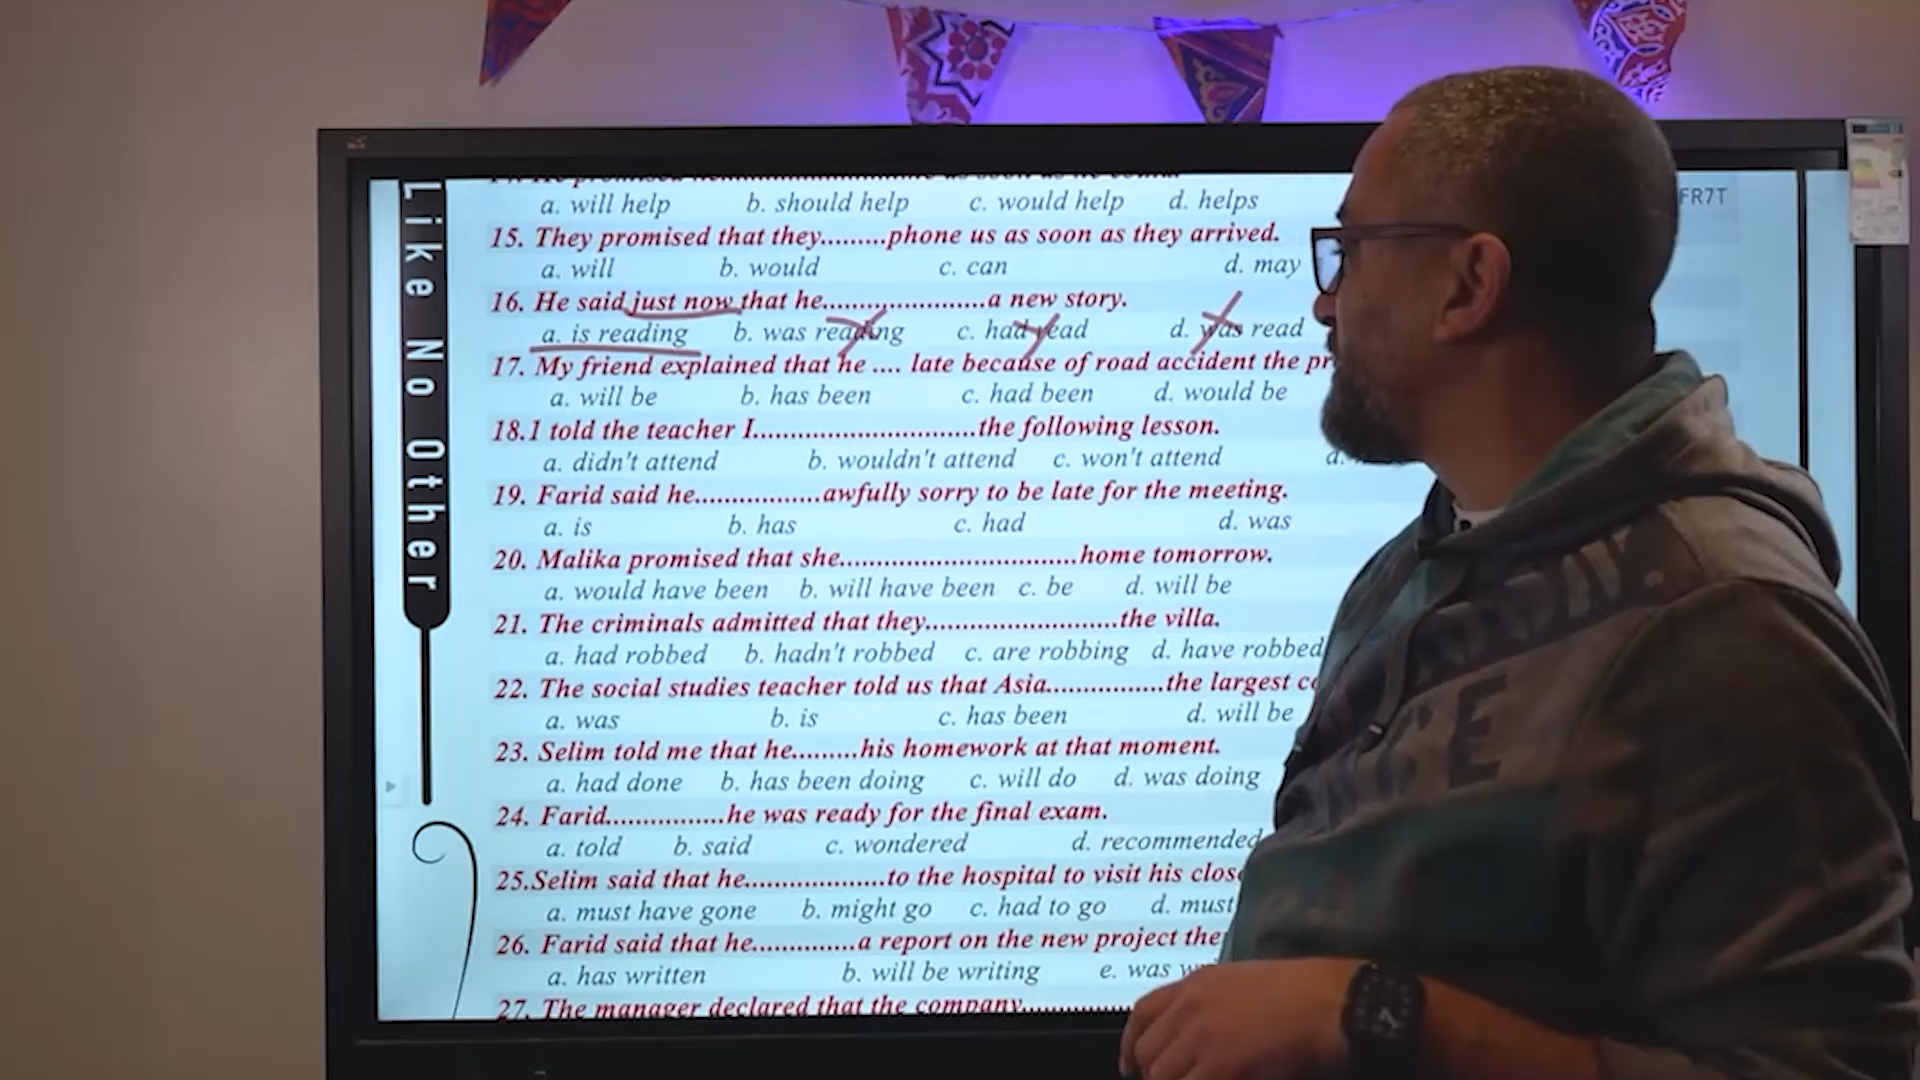 FR7T
Like No Other
a. will help b. should help c. would help d. helps
15. They promised that they.........phone us as soon as they arrived.
a. will b. would c. can d. may
16. He said just now that he......................a new story.
a. is reading b. was reading c. had read d. was read
17. My friend explained that he .... late because of road accident the
a. will be b. has been c. had been d. would be
18.I told the teacher I..............................the following lesson.
a. didn't attend b. wouldn't attend c. won't attend d.
19. Farid said he.................awfully sorry to be late for the meeting.
a. is b. has c. had d. was
20. Malika promised that she................................home tomorrow.
a. would have been b. will have been c. be d. will be
21. The criminals admitted that they..........................the villa.
a. had robbed b. hadn't robbed c. are robbing d. have robbed
22. The social studies teacher told us that Asia................the largest
a. was b. is c. has been d. will be
23. Selim told me that he.........his homework at that moment.
a. had done b. has been doing c. will do d. was doing
24. Farid................he was ready for the final exam.
a. told b. said c. wondered d. recommended
25.Selim said that he...................to the hospital to visit his
a. must have gone b. might go c. had to go d. must
26. Farid said that he..............a report on the new project
a. has written b. will be writing e. was
27. The manager declared that the company...............